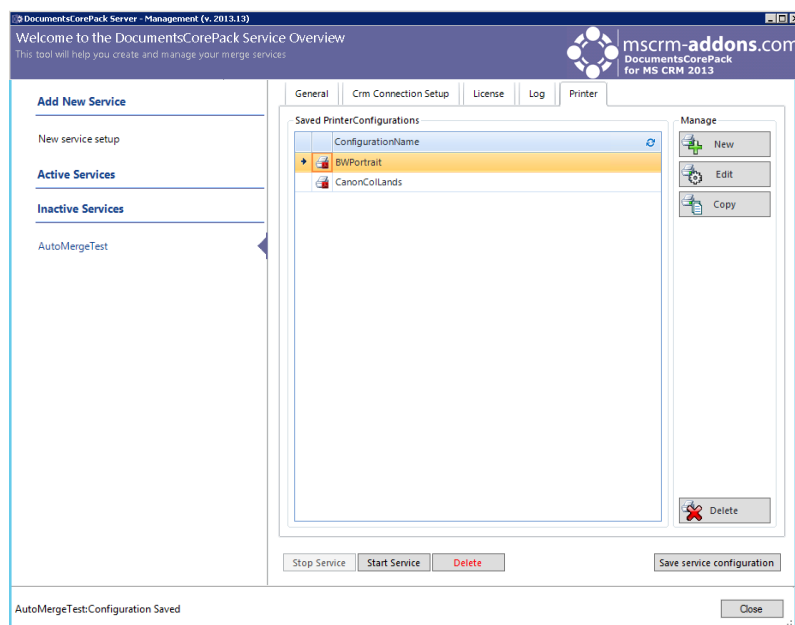 DocumentsCorePack Server - Management (v. 2013.13)
Welcome to the DocumentsCorePack Service Overview
This tool will help you create and manage your merge services
mscrm-addons.com
DocumentsCorePack
for MS CRM 2013
Add New Service
New service setup
Active Services
Inactive Services
AutoMergeTest
General
Crm Connection Setup
License
Log
Printer
Saved PrinterConfigurations
ConfigurationName
BWPortrait
CanonColLands
Manage
New
Edit
Copy
Delete
Stop Service
Start Service
Delete
Save service configuration
AutoMergeTest:Configuration Saved
Close